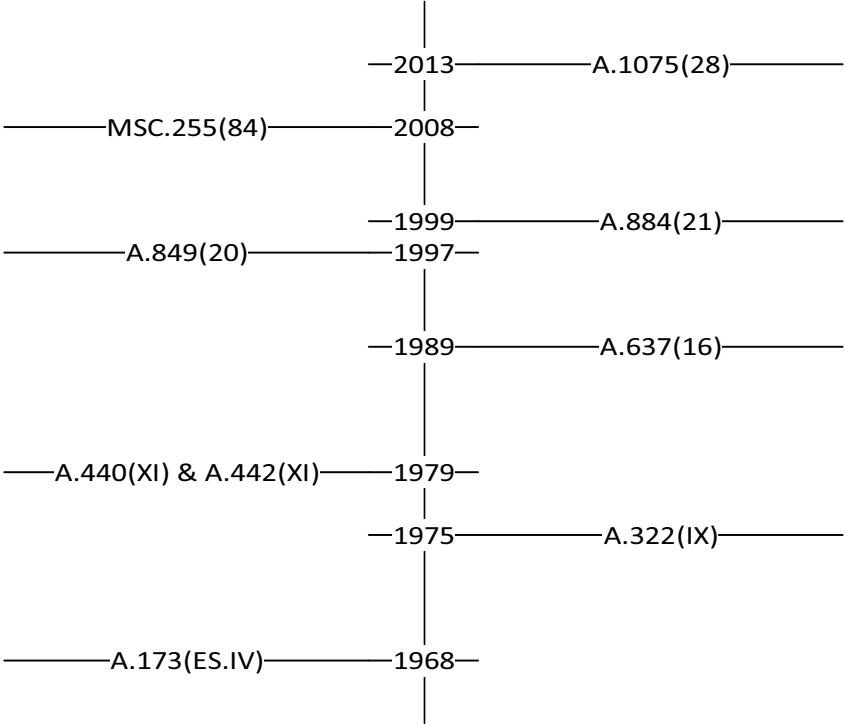 2013 A.1075(28)
MSC.255(84) 2008
1999 A.884(21)
A.849(20) 1997
1989 A.637(16)
A.440(XI) & A.442(XI) 1979
1975 A.322(IX)
A.173(ES.IV) 1968